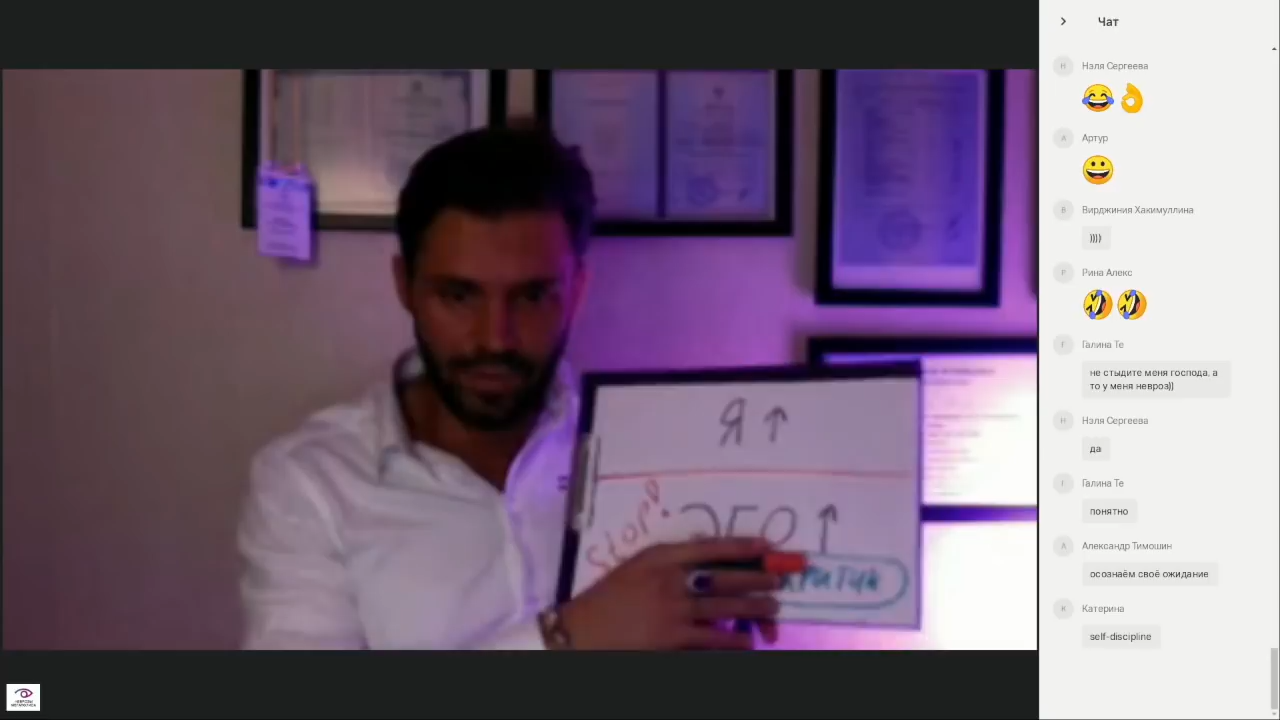 Чат
Нэля Сергеева
😂👌
Артур
😀
Вирджиния Хакимуллина
))))
Рина Алекс
🤣🤣
Галина Те
не стыдите меня господа, а
то у меня невроз))
Нэля Сергеева
да
Галина Те
понятно
Александр Тимошин
осознаём своё ожидание
Катерина
self-discipline
Я ↑
STOP!
ЭГО ↑